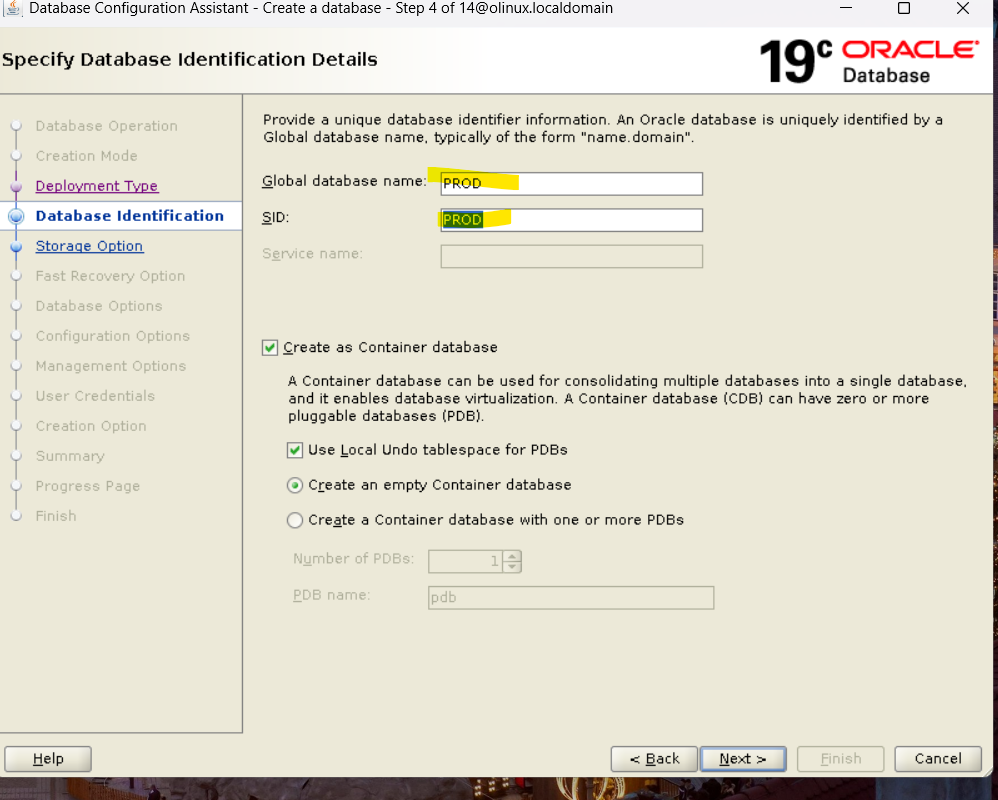 Database Configuration Assistant - Create a database - Step 4 of 14@olinux.localdomain
Specify Database Identification Details
19c ORACLE
Database
Database Operation
Creation Mode
Deployment Type
Database Identification
Storage Option
Fast Recovery Option
Database Options
Configuration Options
Management Options
User Credentials
Creation Option
Summary
Progress Page
Finish
Provide a unique database identifier information. An Oracle database is uniquely identified by a
Global database name, typically of the form "name.domain".
Global database name: PROD
SID: PROD
Service name:
Create as Container database
A Container database can be used for consolidating multiple databases into a single database,
and it enables database virtualization. A Container database (CDB) can have zero or more
pluggable databases (PDB).
Use Local Undo tablespace for PDBs
Create an empty Container database
Create a Container database with one or more PDBs
Number of PDBs: 1
PDB name: pdb
Help
< Back
Next >
Finish
Cancel